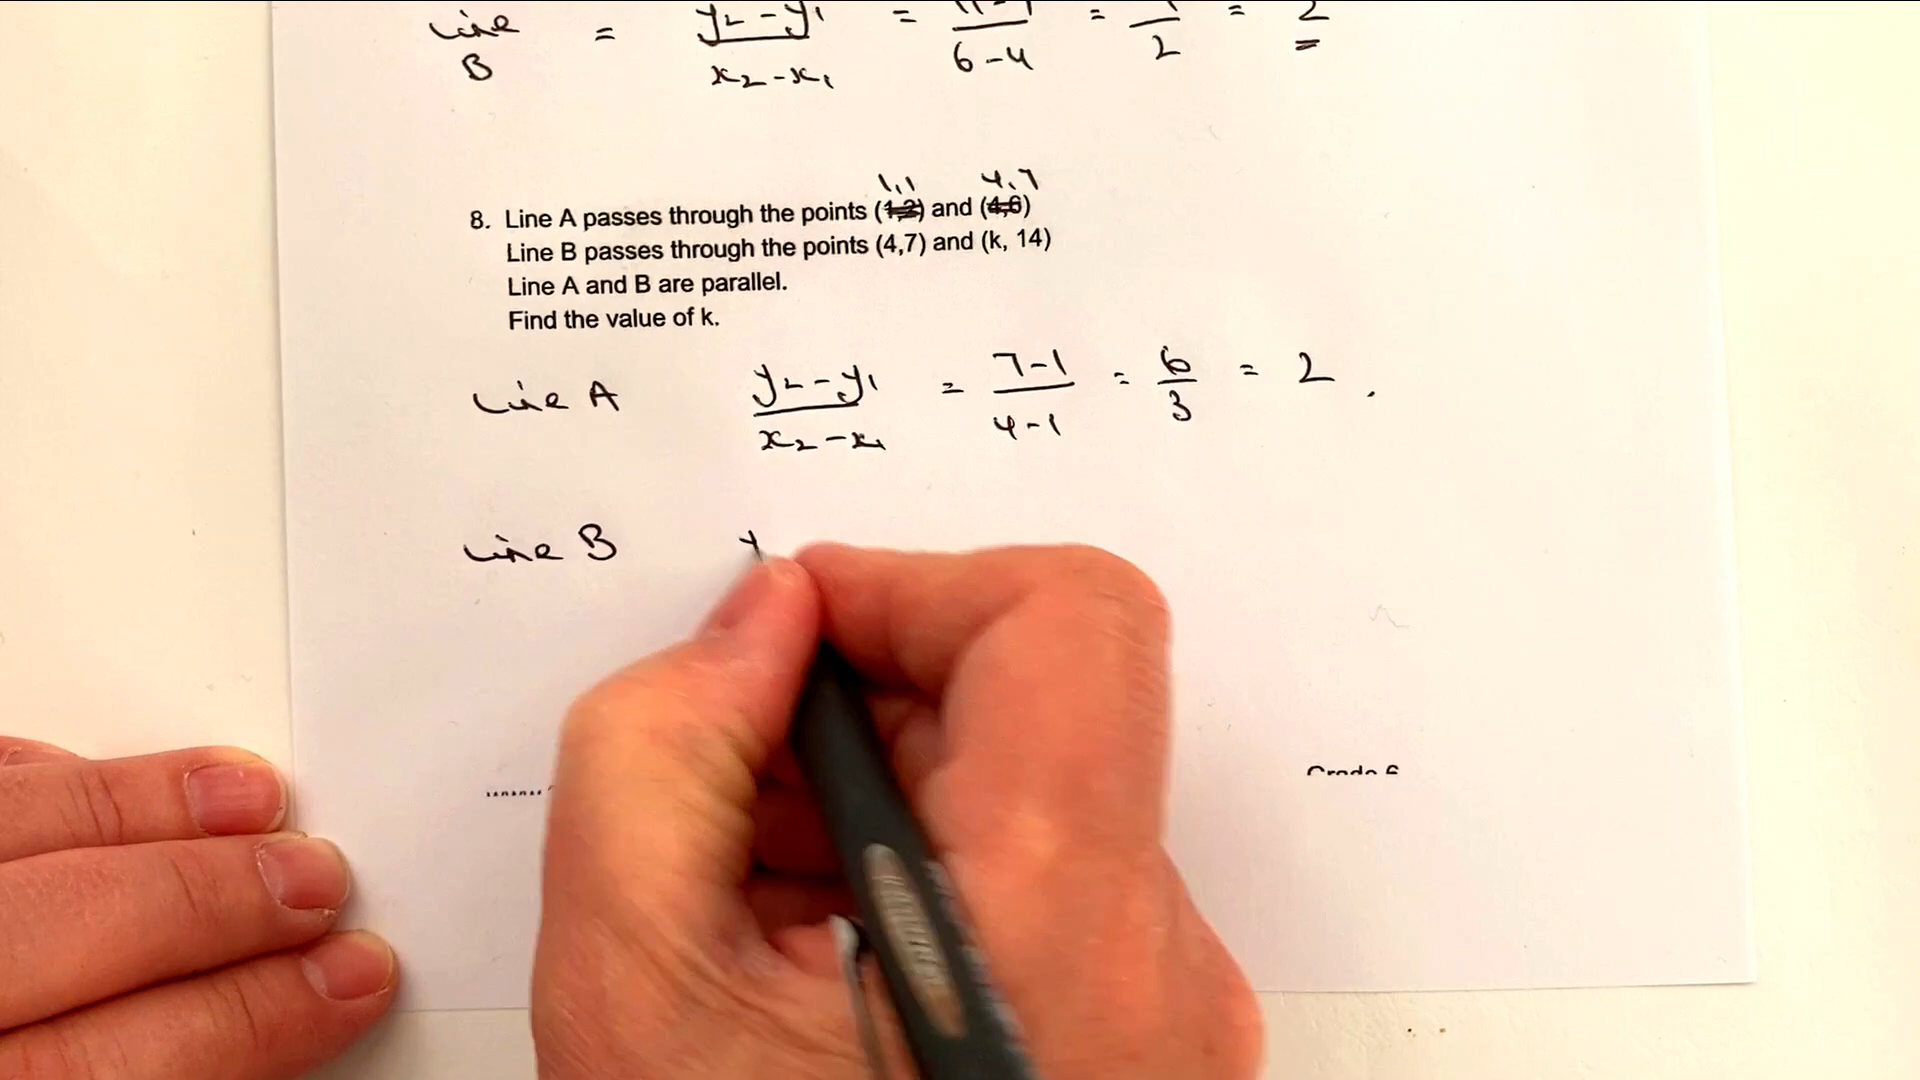 Line = y2 - y1 = = = 2
B x2 - x1 6 - 4 2
1,1 4,7
8. Line A passes through the points (1,2) and (4,6)
Line B passes through the points (4,7) and (k, 14)
Line A and B are parallel.
Find the value of k.
Line A y2 - y1 = 7 - 1 = 6 = 2
x2 - x1 4 - 1 3
Line B y